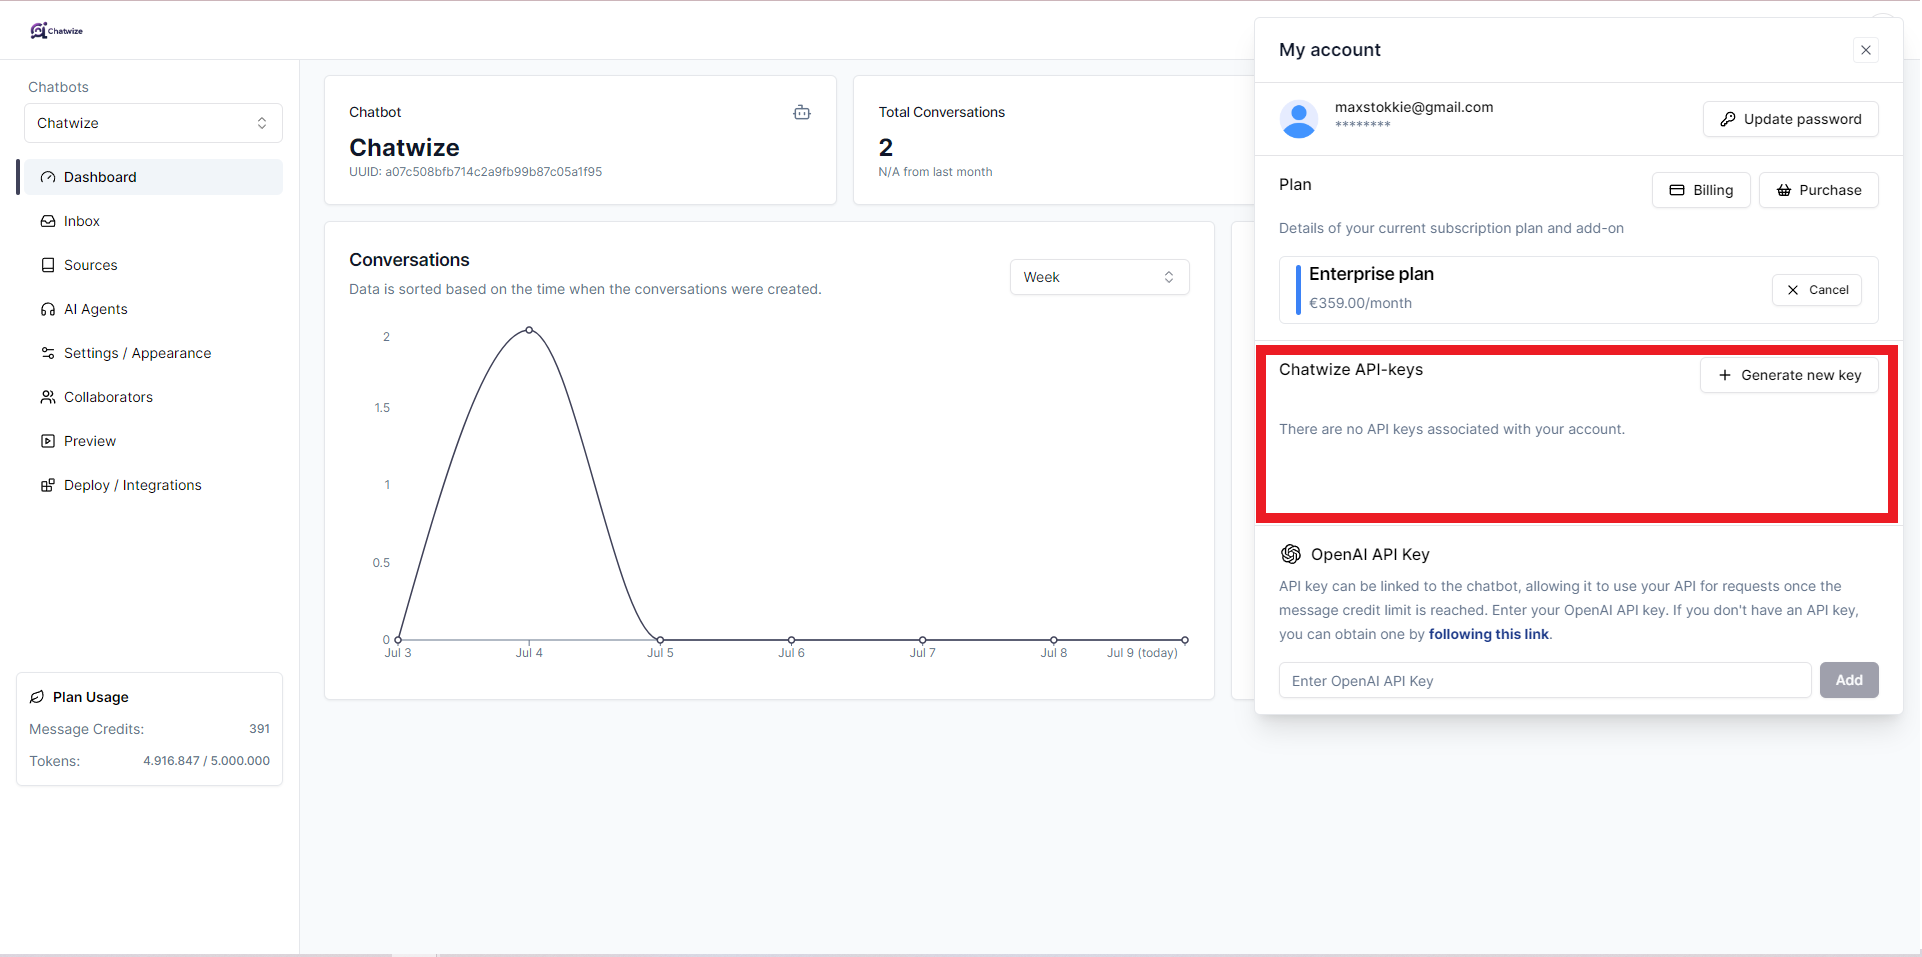 Chatwize
Chatbots
Chatwize
Dashboard
Inbox
Sources
AI Agents
Settings / Appearance
Collaborators
Preview
Deploy / Integrations
Plan Usage
Message Credits: 391
Tokens: 4.916.847 / 5.000.000
Chatbot
Chatwize
UUID: a07c508bfb714c2a9fb99b87c05a1f95
Total Conversations
2
N/A from last month
Conversations
Data is sorted based on the time when the conversations were created.
Week
2
1.5
1
0.5
0
Jul 3 Jul 4 Jul 5 Jul 6 Jul 7 Jul 8 Jul 9 (today)
My account
maxstokkie@gmail.com
********
Update password
Plan
Billing
Purchase
Details of your current subscription plan and add-on
Enterprise plan
€359.00/month
Cancel
Chatwize API-keys
Generate new key
There are no API keys associated with your account.
OpenAI API Key
API key can be linked to the chatbot, allowing it to use your API for requests once the
message credit limit is reached. Enter your OpenAI API key. If you don't have an API key,
you can obtain one by following this link.
Enter OpenAI API Key
Add